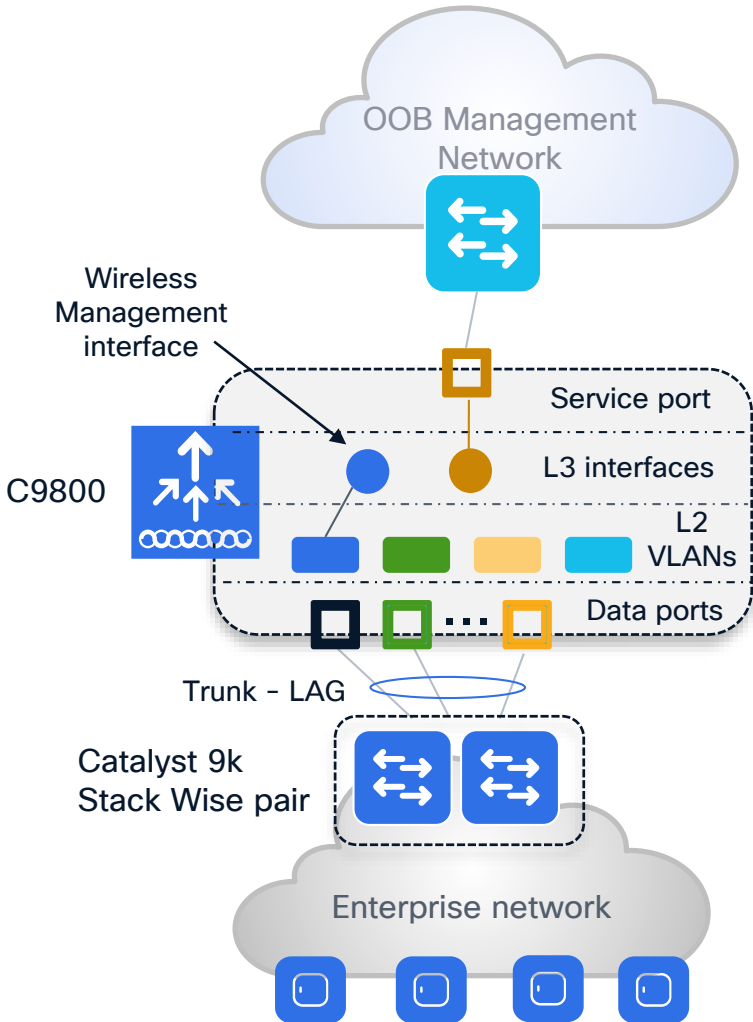 OOB Management
Network
Wireless
Management
interface
Service port
L3 interfaces
C9800
L2
VLANs
Data ports
Trunk - LAG
Catalyst 9k
Stack Wise pair
Enterprise network